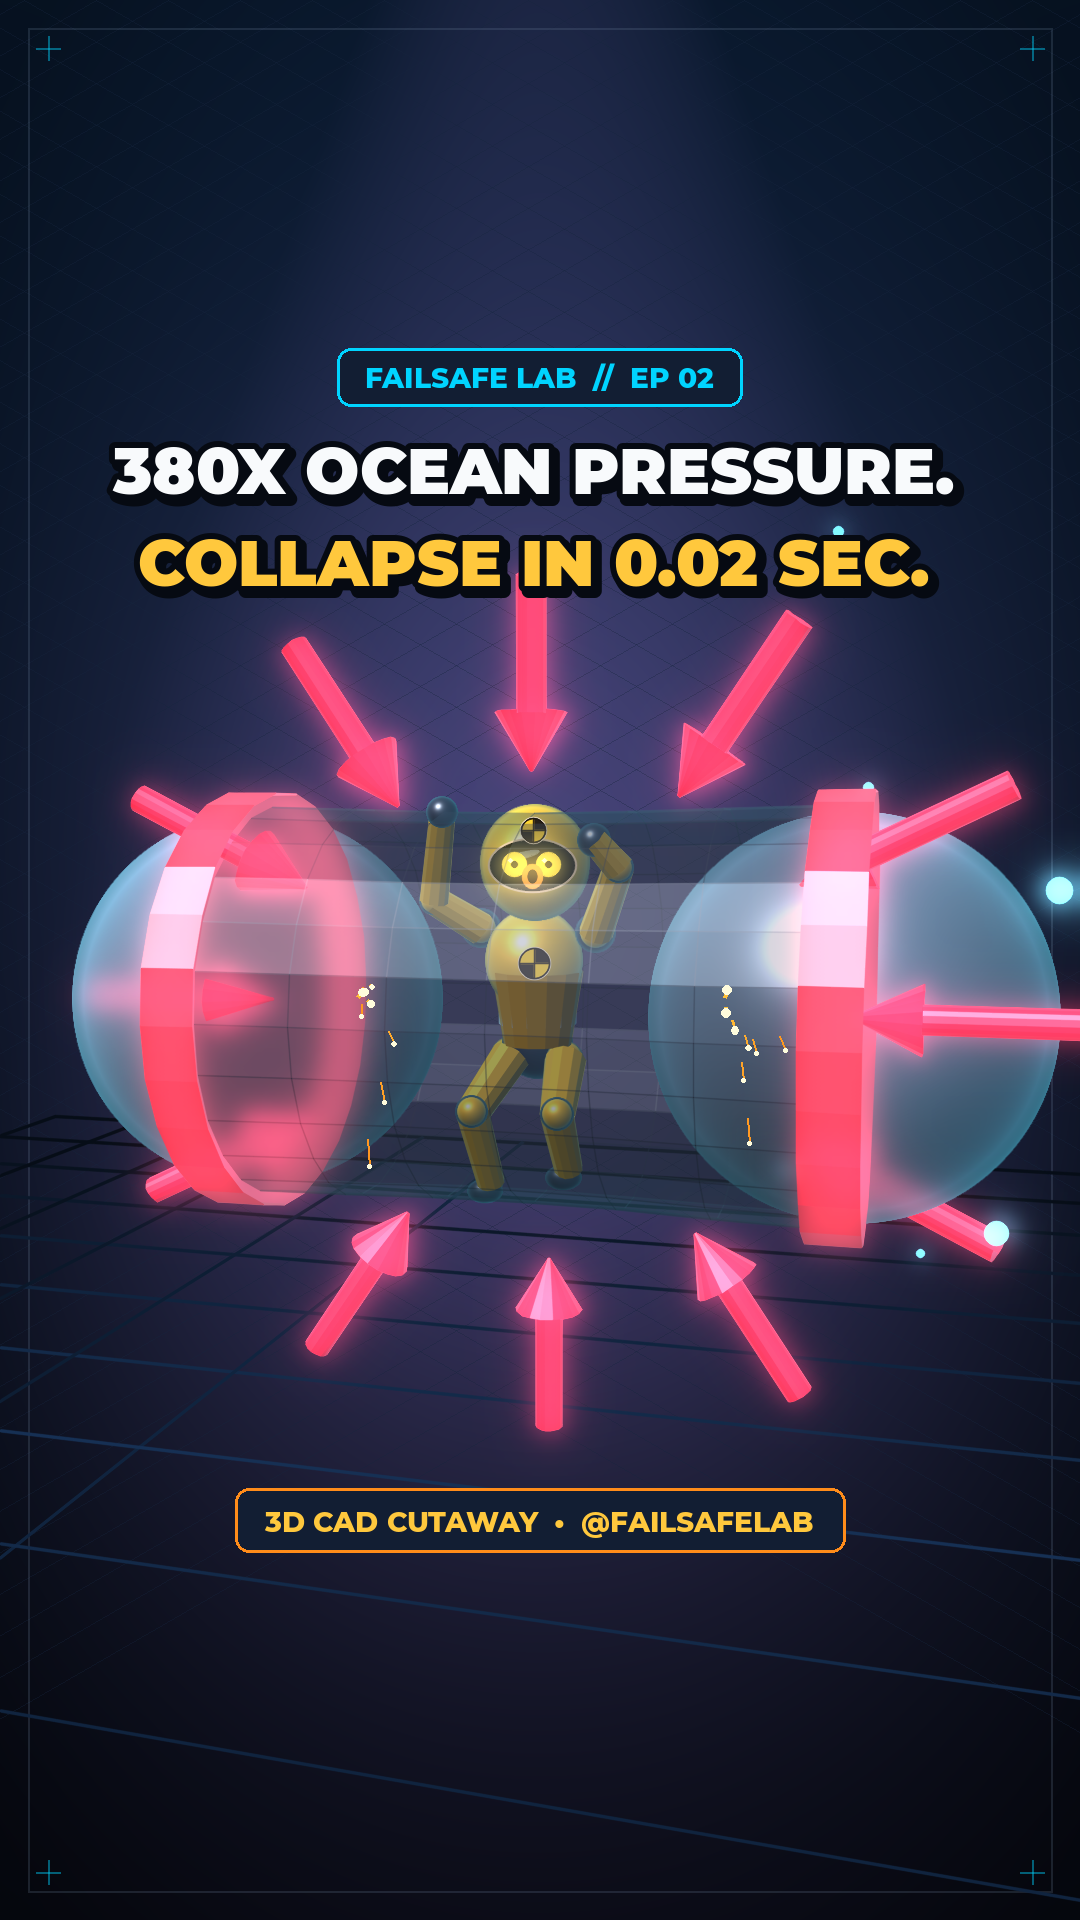 FAILSAFE LAB // EP 02
380X OCEAN PRESSURE.
COLLAPSE IN 0.02 SEC.
3D CAD CUTAWAY • @FAILSAFELAB